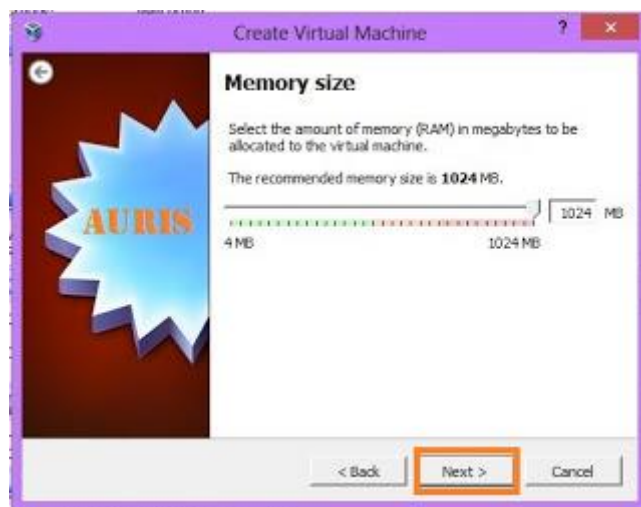 Create Virtual Machine
?
Memory size
Select the amount of memory (RAM) in megabytes to be
allocated to the virtual machine.
The recommended memory size is 1024 MB.
1024 MB
4 MB 1024 MB
AURIS
< Back Next > Cancel